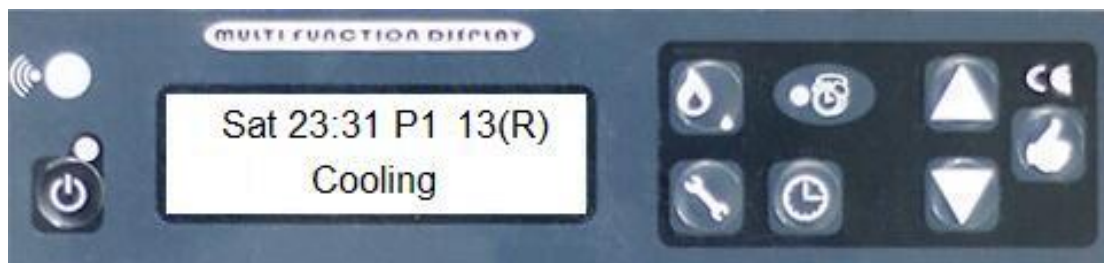 MULTI FUNCTION DISPLAY
Sat 23:31 P1 13(R)
Cooling
CE